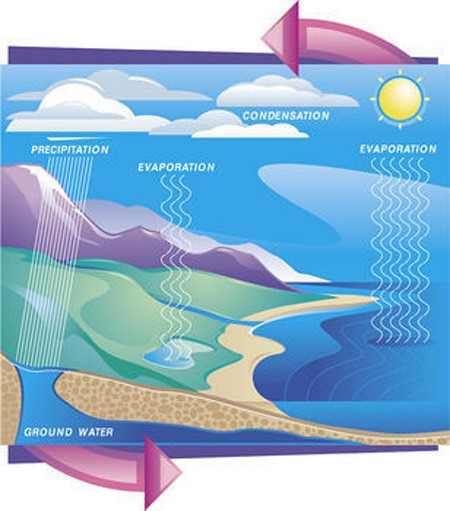 CONDENSATION
PRECIPITATION
EVAPORATION
EVAPORATION
GROUND WATER